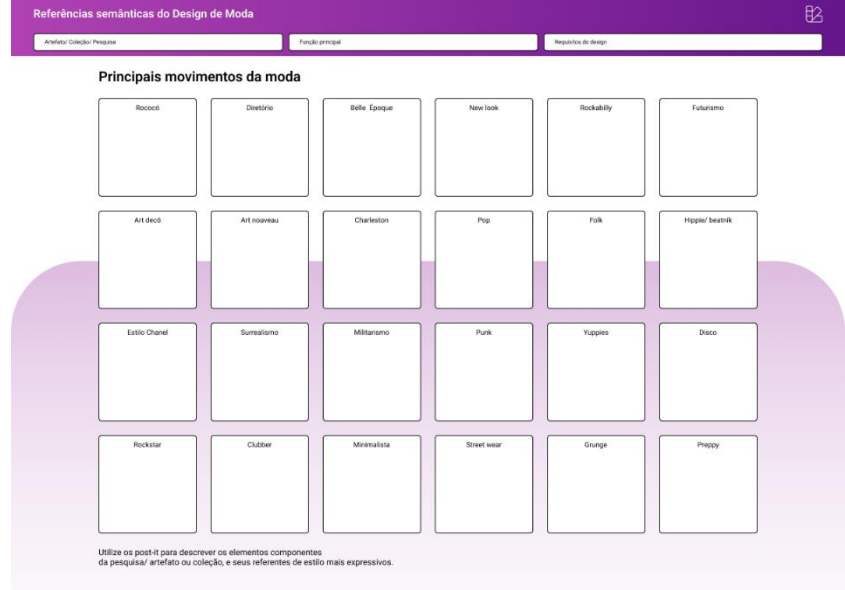 Referências semânticas do Design de Moda
Artefato/ Coleção/ Pesquisa
Função principal
Requisitos do design
Principais movimentos da moda
Rococó
Diretório
Bélle Époque
New look
Rockabilly
Futurismo
Art decô
Art nouveau
Charleston
Pop
Folk
Hippie/ beatnik
Estilo Chanel
Surrealismo
Militarismo
Punk
Yuppies
Disco
Rockstar
Clubber
Minimalista
Street wear
Grunge
Preppy
Utilize os post-it para descrever os elementos componentes
da pesquisa/ artefato ou coleção, e seus referentes de estilo mais expressivos.